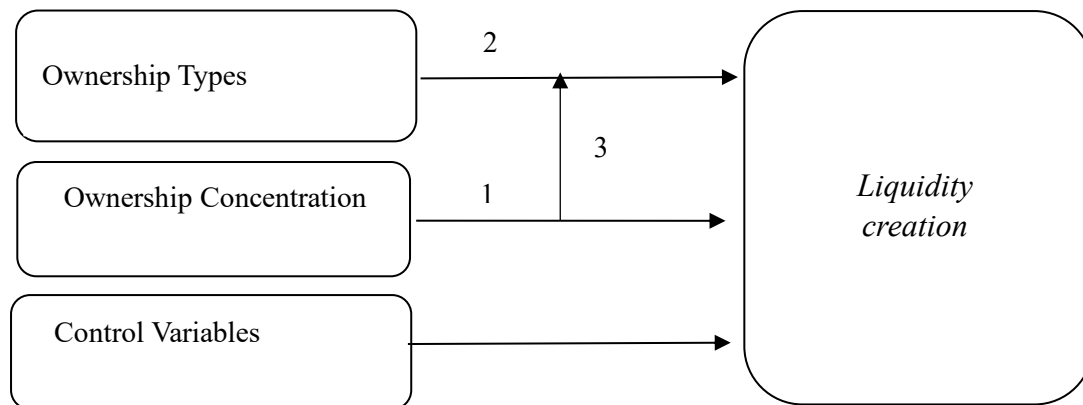 2
Ownership Types
3
Ownership Concentration
1
Liquidity
creation
Control Variables